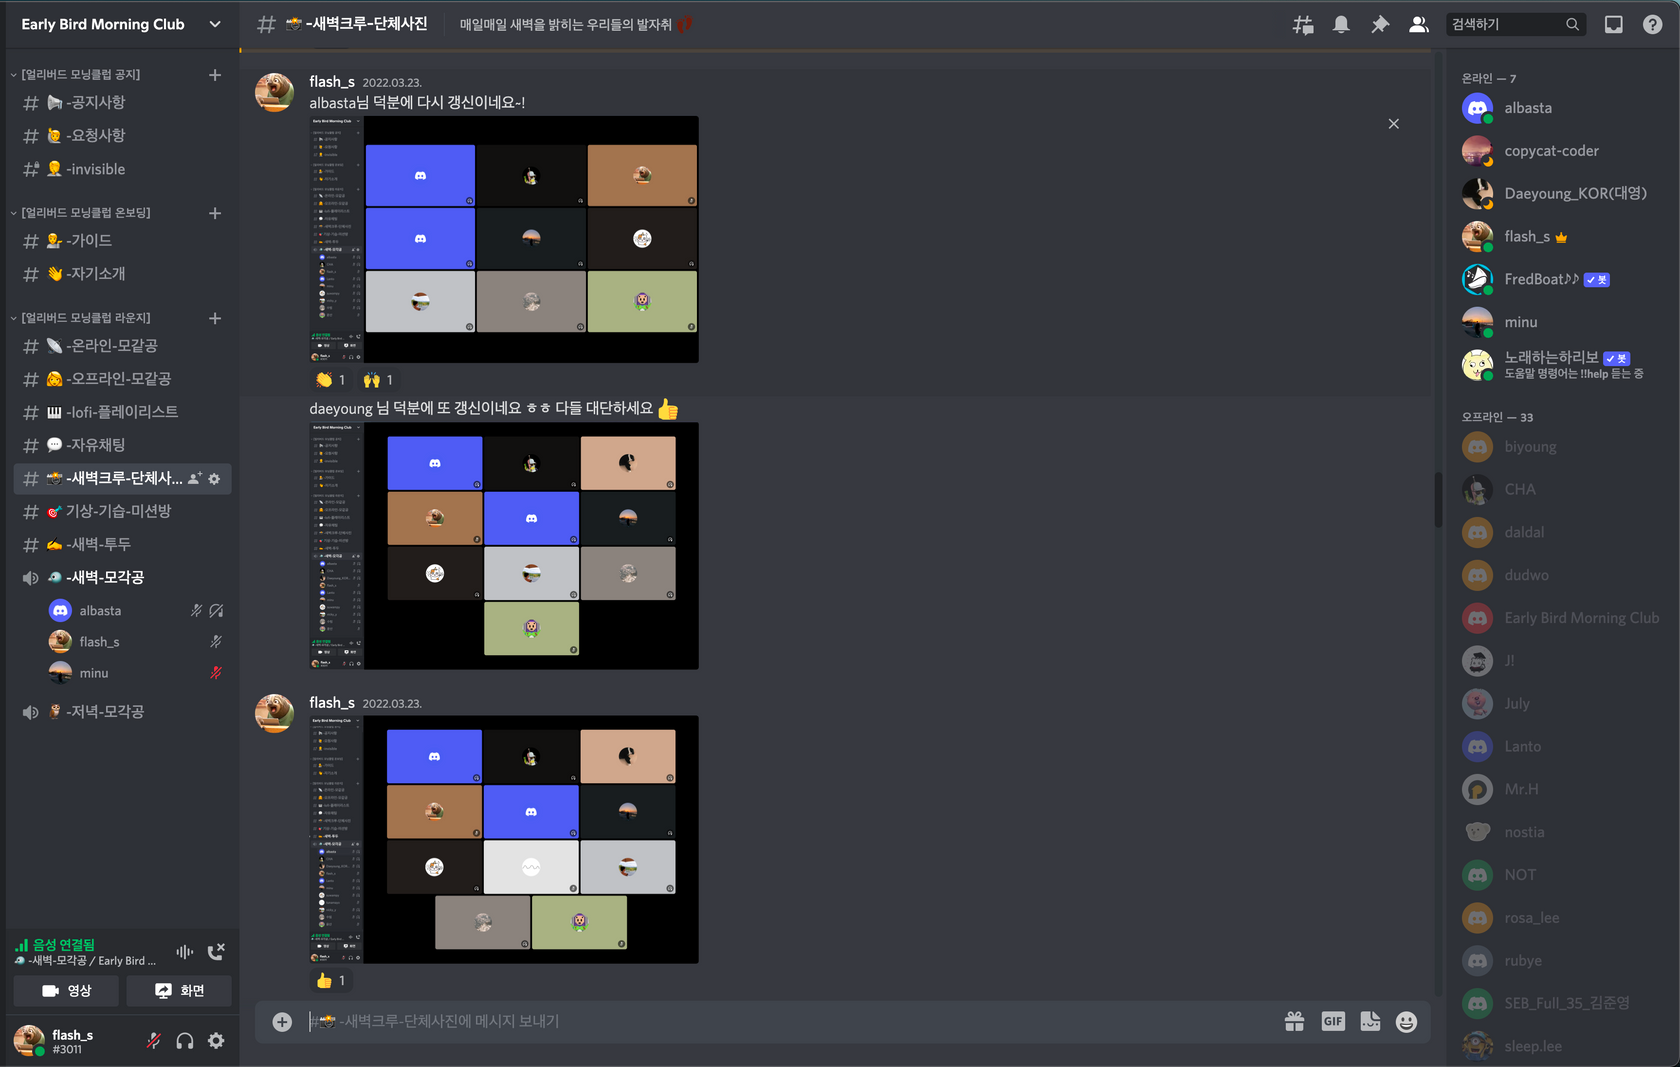 Early Bird Morning Club
[얼리버드 모닝클럽 공지]
-공지사항
-요청사항
-invisible
[얼리버드 모닝클럽 온보딩]
-가이드
-자기소개
[얼리버드 모닝클럽 라운지]
-온라인-모같공
-오프라인-모같공
-lofi-플레이리스트
-자유채팅
-새벽크루-단체사...
기상-기습-미션방
-새벽-투두
-새벽-모각공
albasta
flash_s
minu
-저녁-모각공
음성 연결됨
-새벽-모각공 / Early Bird ...
영상
화면
flash_s
#3011
-새벽크루-단체사진
매일매일 새벽을 밝히는 우리들의 발자취
검색하기
flash_s 2022.03.23.
albasta님 덕분에 다시 갱신이네요~!
Early Bird Morning Club
1
1
daeyoung 님 덕분에 또 갱신이네요 ㅎㅎ 다들 대단하세요
Early Bird Morning Club
flash_s 2022.03.23.
Early Bird Morning Club
1
#-새벽크루-단체사진에 메시지 보내기
GIF
온라인 — 7
albasta
copycat-coder
Daeyoung_KOR(대영)
flash_s
FredBoat♪♪ 봇
minu
노래하는하리보 봇
도움말 명령어는 !!help 듣는 중
오프라인 — 33
biyoung
CHA
daldal
dudwo
Early Bird Morning Club
J!
July
Lanto
Mr.H
nostia
NOT
rosa_lee
rubye
SEB_Full_35_김준영
sleep.lee